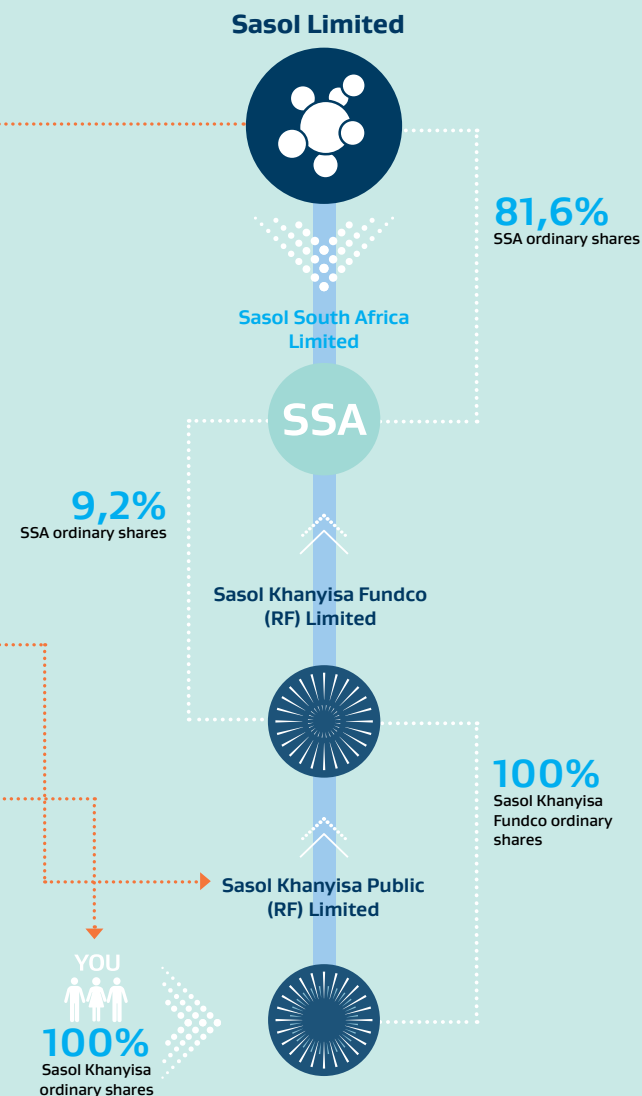 Sasol Limited
81,6%
SSA ordinary shares
Sasol South Africa
Limited
SSA
9,2%
SSA ordinary shares
Sasol Khanyisa Fundco
(RF) Limited
100%
Sasol Khanyisa
Fundco ordinary
shares
Sasol Khanyisa Public
(RF) Limited
YOU
100%
Sasol Khanyisa
ordinary shares